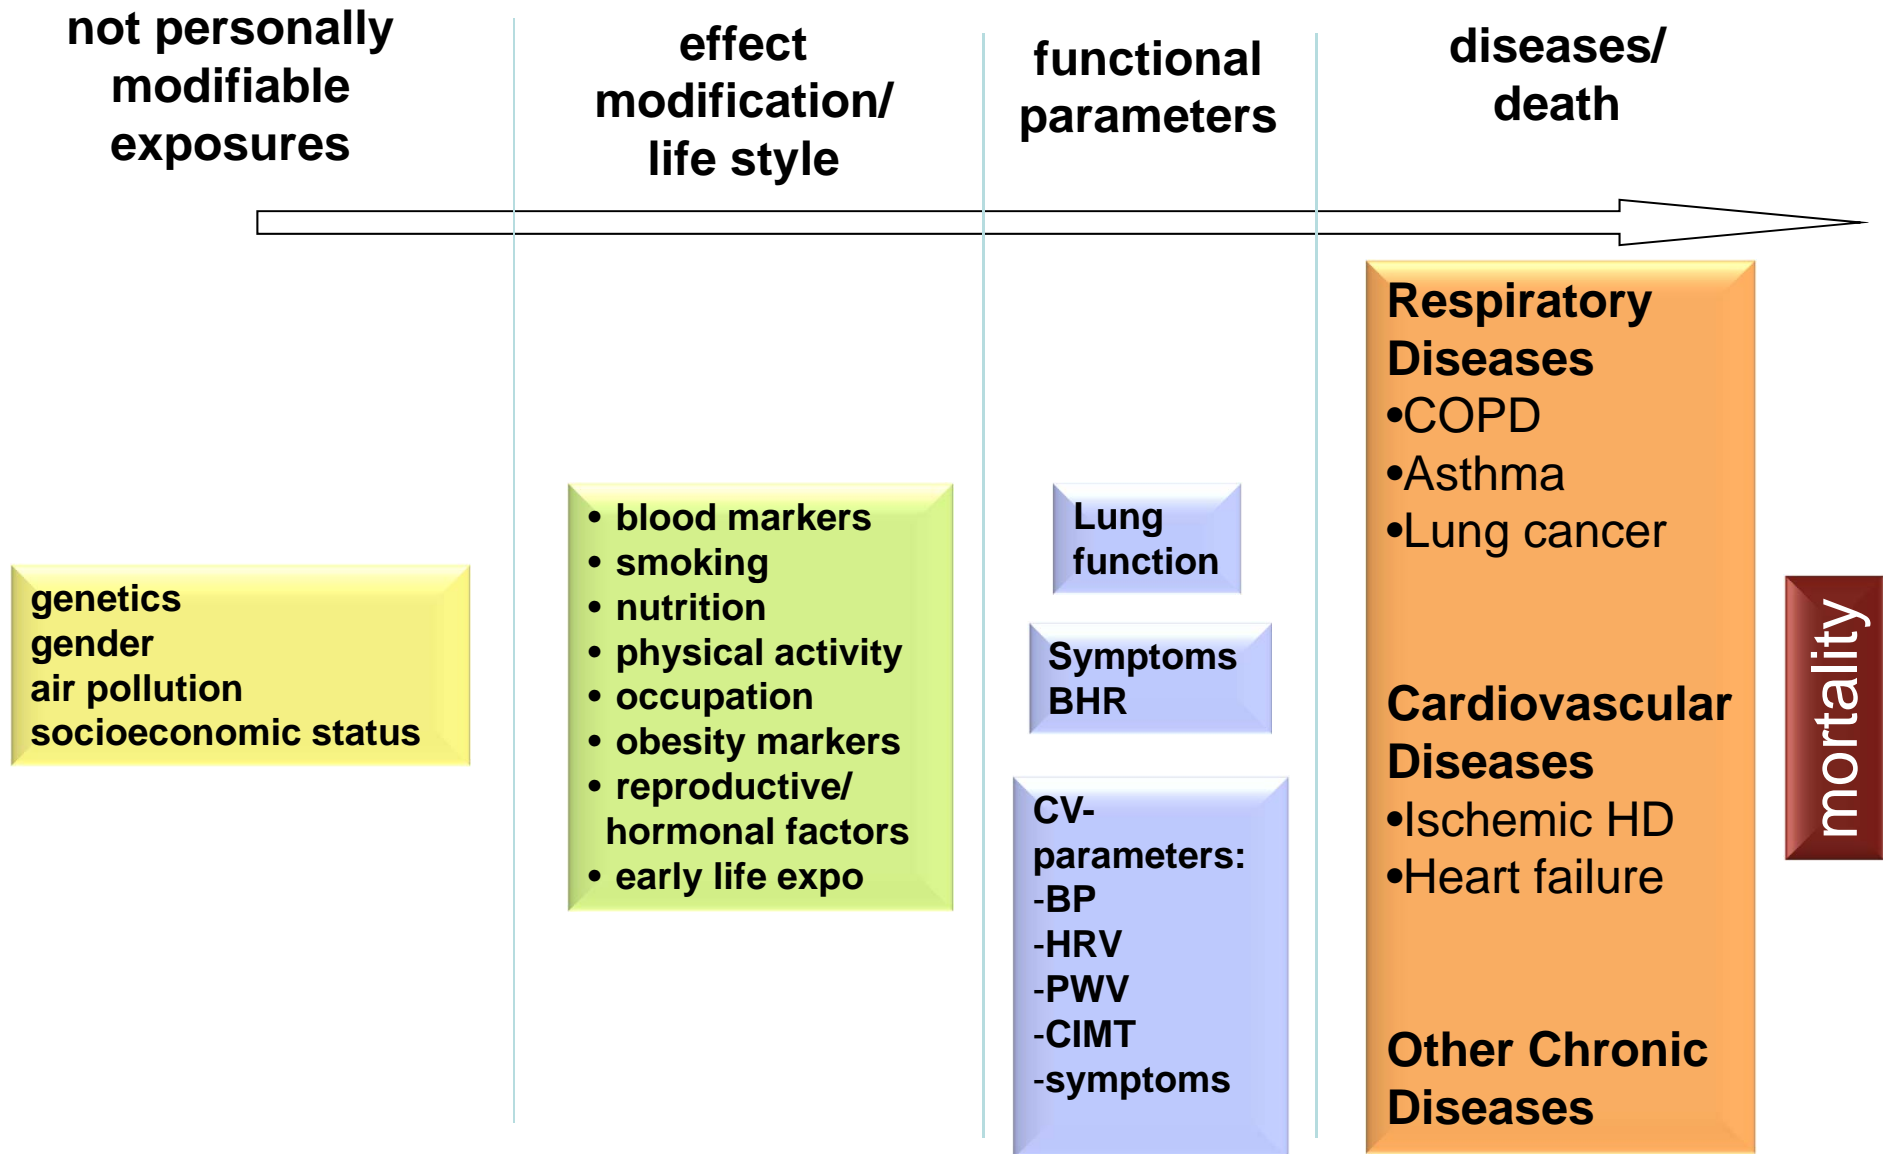 not personally
modifiable
exposures
effect
modification/
life style
functional
parameters
diseases/
death
genetics
gender
air pollution
socioeconomic status
• blood markers
• smoking
• nutrition
• physical activity
• occupation
• obesity markers
• reproductive/
hormonal factors
• early life expo
Lung
function
Symptoms
BHR
CV-
parameters:
-BP
-HRV
-PWV
-CIMT
-symptoms
Respiratory
Diseases
•COPD
•Asthma
•Lung cancer
Cardiovascular
Diseases
•Ischemic HD
•Heart failure
Other Chronic
Diseases
mortality